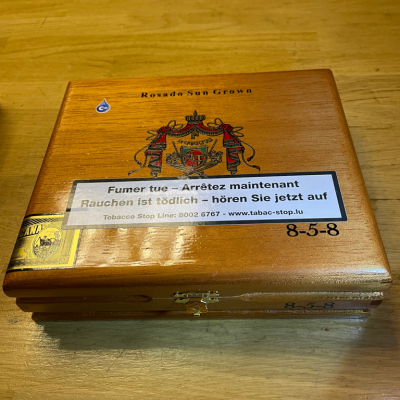 Rosado Sun Grown
Fumer tue – Arrêtez maintenant
Rauchen ist tödlich – hören Sie jetzt auf
Tobacco Stop Line: 8002 6767 - www.tabac-stop.lu
8-5-8
8-5-8